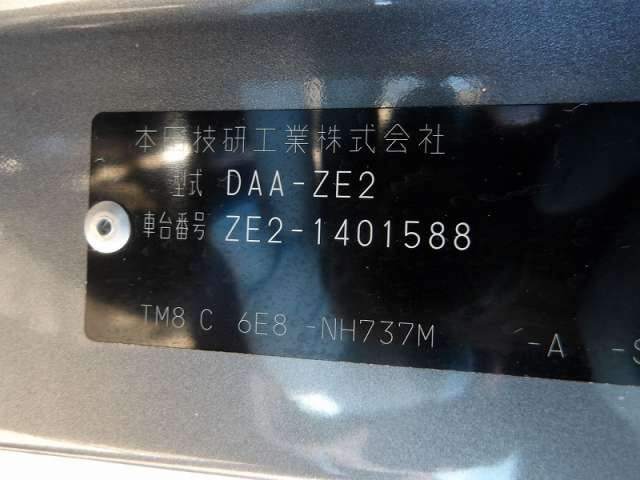 本田技研工業株式会社
型式 DAA-ZE2
車台番号 ZE2-1401588
TM8 C 6E8 -NH737M -A -S